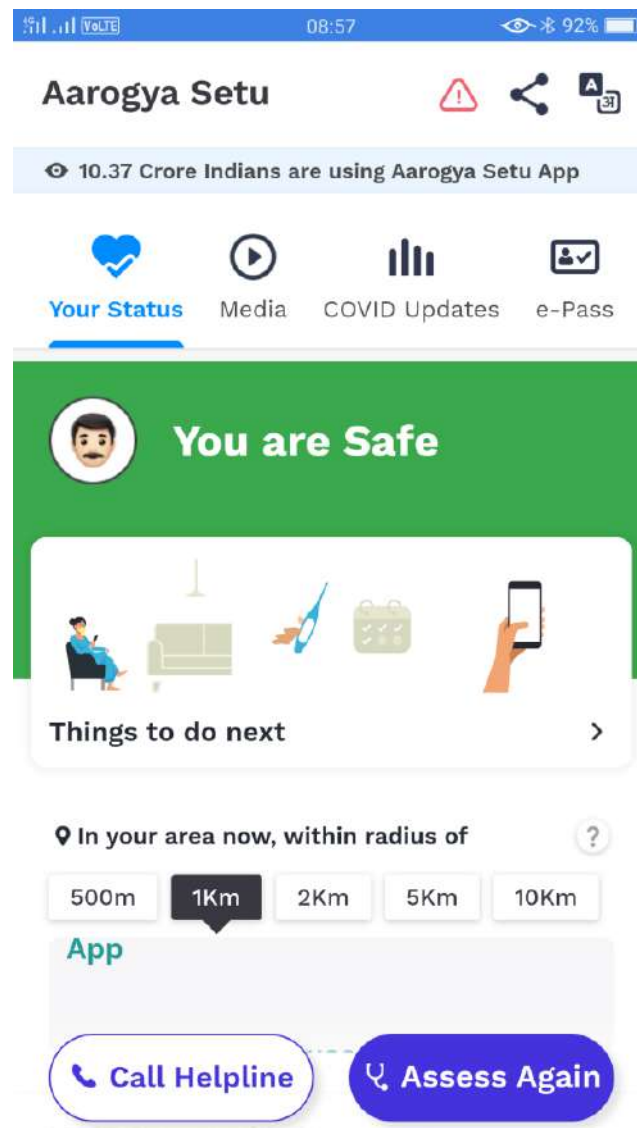 4G VoLTE 08:57 92%
Aarogya Setu A अ
10.37 Crore Indians are using Aarogya Setu App
Your Status Media COVID Updates e-Pass
You are Safe
Things to do next
In your area now, within radius of ?
500m 1Km 2Km 5Km 10Km
App
Call Helpline Assess Again